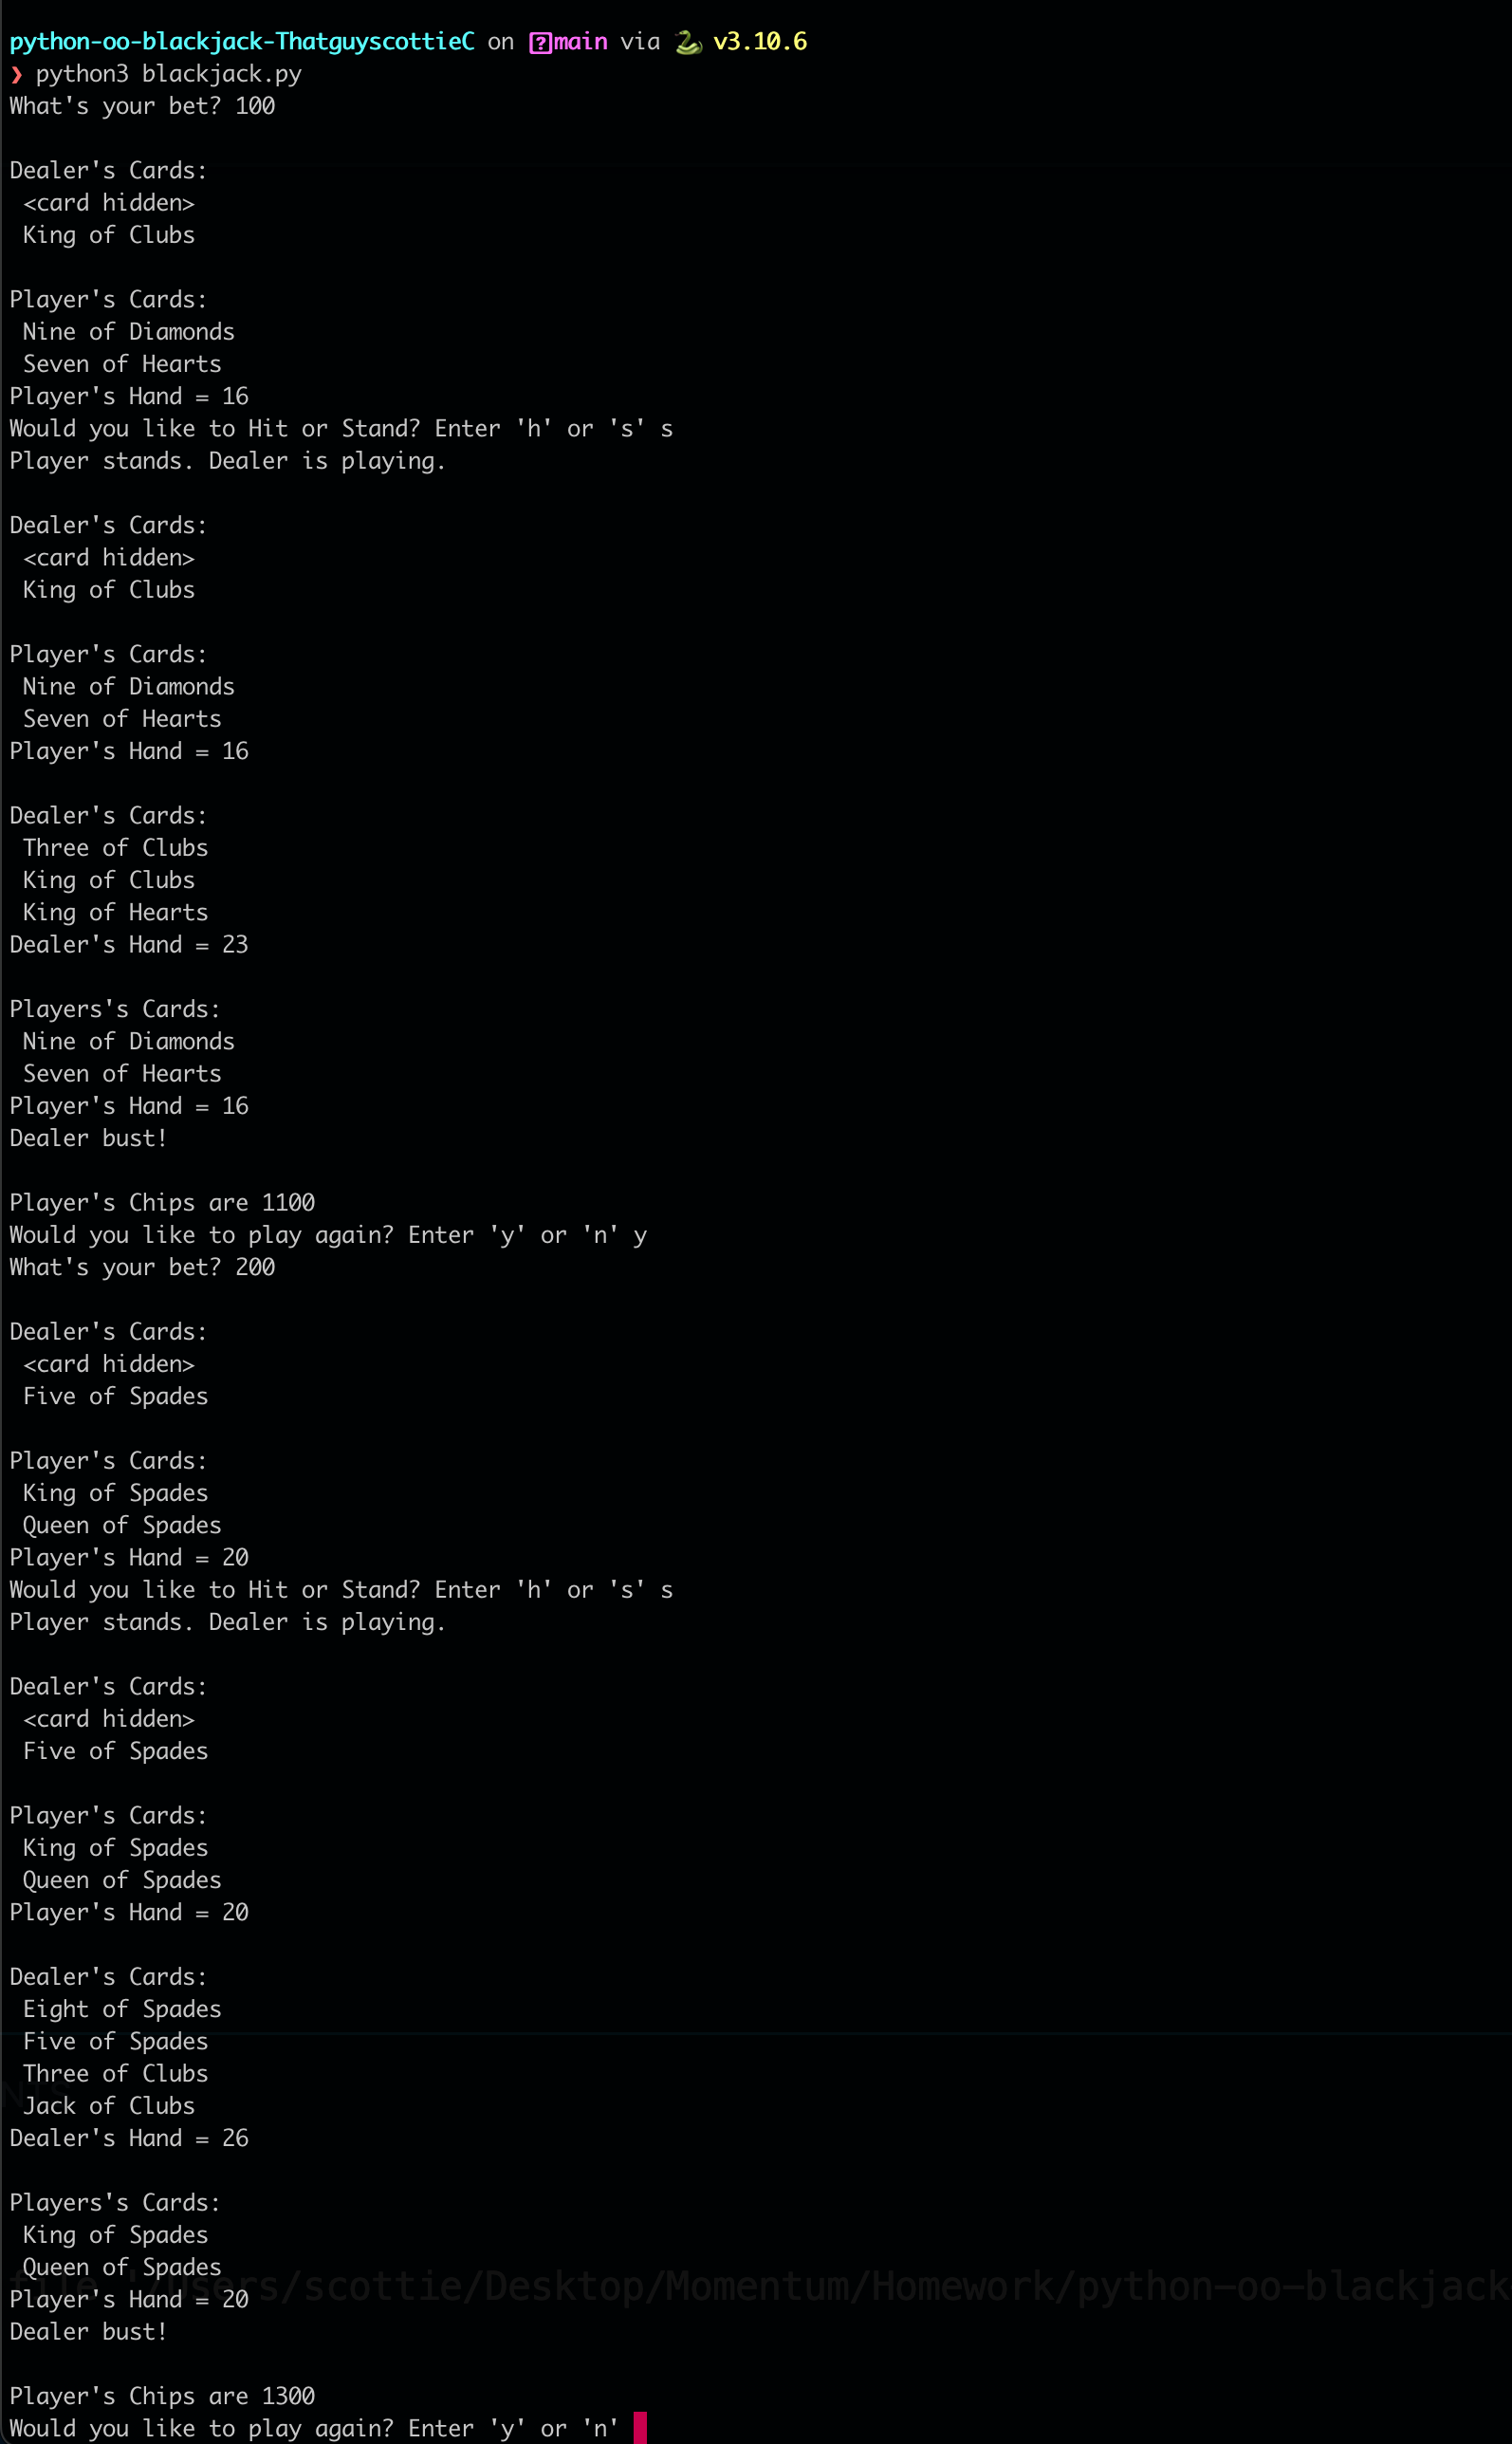 python-oo-blackjack-ThatguyscottieC on [?]main via 🐍 v3.10.6
❯ python3 blackjack.py
What's your bet? 100
Dealer's Cards:
<card hidden>
King of Clubs
Player's Cards:
Nine of Diamonds
Seven of Hearts
Player's Hand = 16
Would you like to Hit or Stand? Enter 'h' or 's' s
Player stands. Dealer is playing.
Dealer's Cards:
<card hidden>
King of Clubs
Player's Cards:
Nine of Diamonds
Seven of Hearts
Player's Hand = 16
Dealer's Cards:
Three of Clubs
King of Clubs
King of Hearts
Dealer's Hand = 23
Players's Cards:
Nine of Diamonds
Seven of Hearts
Player's Hand = 16
Dealer bust!
Player's Chips are 1100
Would you like to play again? Enter 'y' or 'n' y
What's your bet? 200
Dealer's Cards:
<card hidden>
Five of Spades
Player's Cards:
King of Spades
Queen of Spades
Player's Hand = 20
Would you like to Hit or Stand? Enter 'h' or 's' s
Player stands. Dealer is playing.
Dealer's Cards:
<card hidden>
Five of Spades
Player's Cards:
King of Spades
Queen of Spades
Player's Hand = 20
Dealer's Cards:
Eight of Spades
Five of Spades
Three of Clubs
Jack of Clubs
Dealer's Hand = 26
Players's Cards:
King of Spades
Queen of Spades
/Users/scottie/Desktop/Momentum/Homework/python-oo-blackjack
Player's Hand = 20
Dealer bust!
Player's Chips are 1300
Would you like to play again? Enter 'y' or 'n'